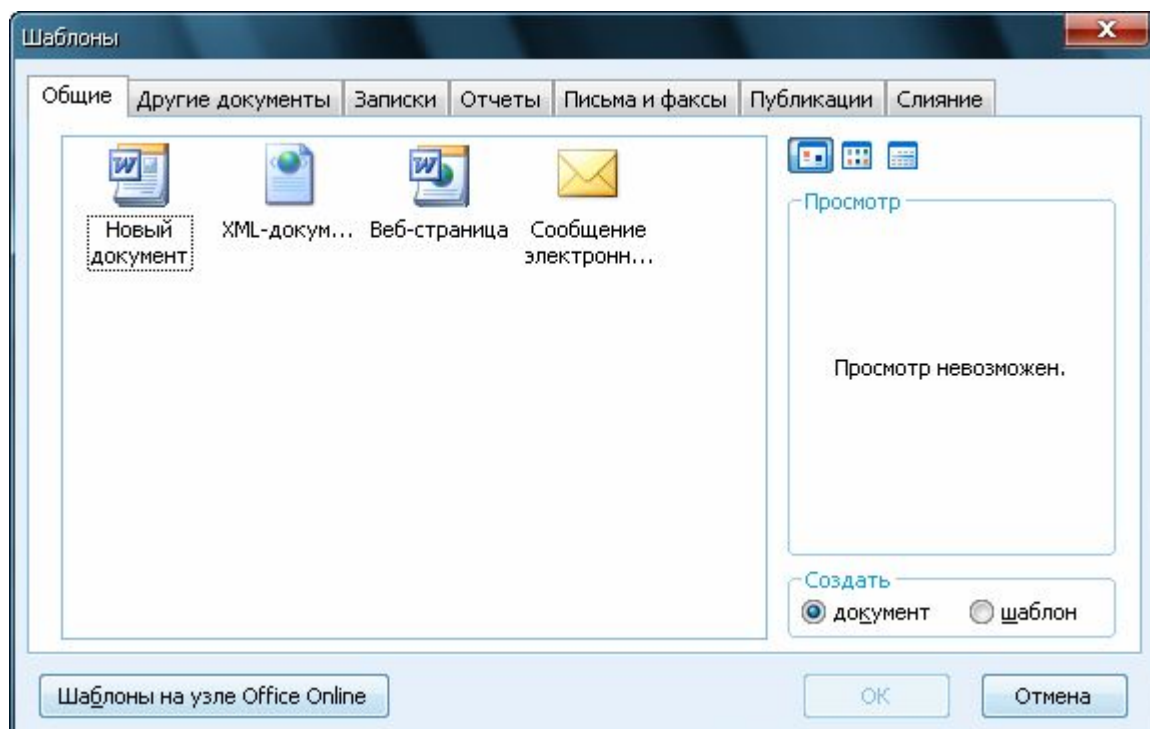 Шаблоны
Общие Другие документы Записки Отчеты Письма и факсы Публикации Слияние
Новый
документ
XML-докум...
Веб-страница
Сообщение
электронн...
Просмотр
Просмотр невозможен.
Создать
документ шаблон
Шаблоны на узле Office Online ОК Отмена